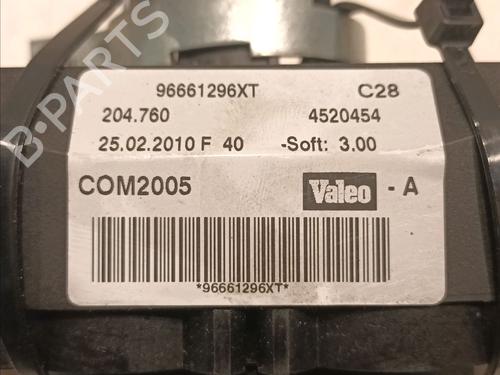 96661296XT C28
204.760 4520454
25.02.2010 F 40 -Soft: 3.00
COM2005 Valeo - A
*96661296XT*
B-PARTS